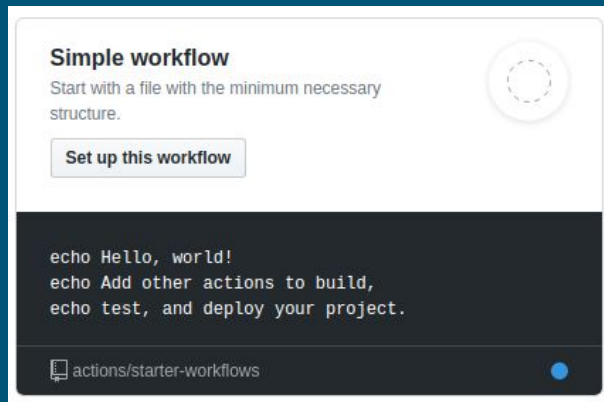 Simple workflow
Start with a file with the minimum necessary
structure.
Set up this workflow
echo Hello, world!
echo Add other actions to build,
echo test, and deploy your project.
actions/starter-workflows